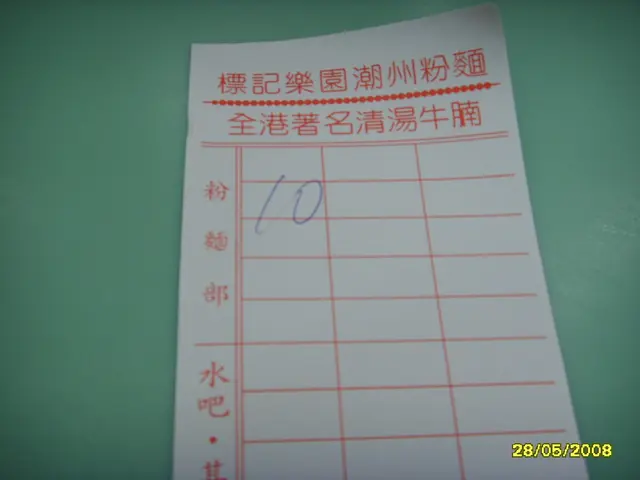 標記樂園潮州粉麵
全港著名清湯牛腩
10
粉麵部
水吧・其
28/05/2008